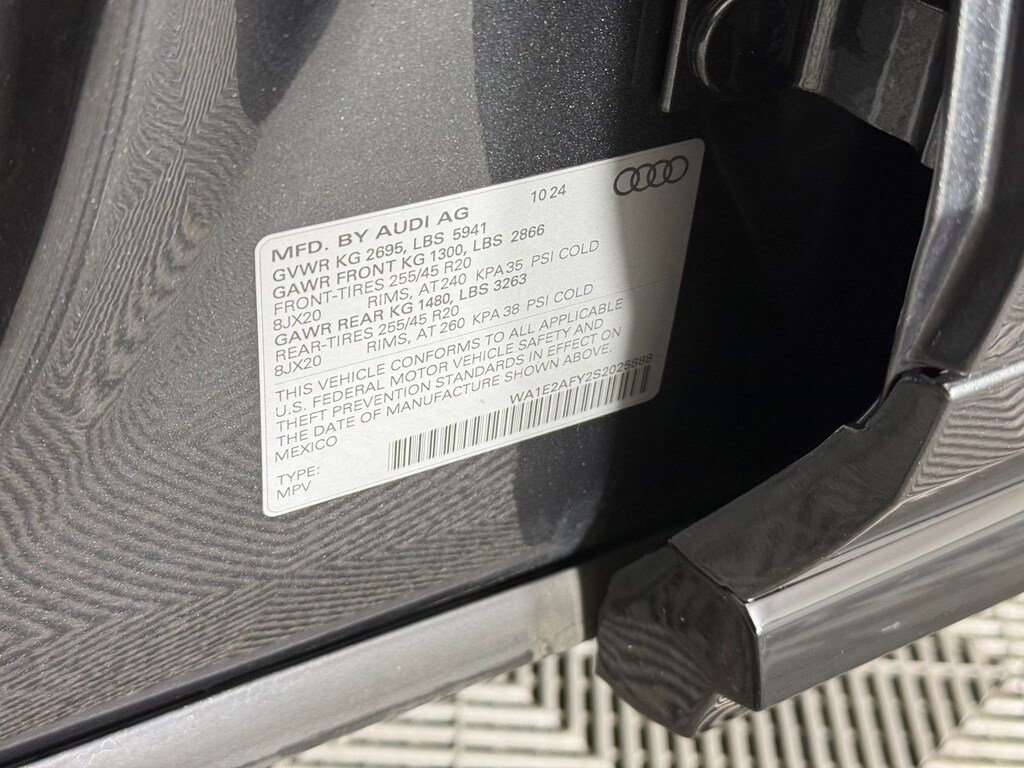 MFD. BY AUDI AG 10 24
GVWR KG 2695, LBS 5941
GAWR FRONT KG 1300, LBS 2866
FRONT-TIRES 255/45 R20
8JX20 RIMS, AT 240 KPA 35 PSI COLD
GAWR REAR KG 1480, LBS 3263
REAR-TIRES 255/45 R20
8JX20 RIMS, AT 260 KPA 38 PSI COLD
THIS VEHICLE CONFORMS TO ALL APPLICABLE
U.S. FEDERAL MOTOR VEHICLE SAFETY AND
THEFT PREVENTION STANDARDS IN EFFECT ON
THE DATE OF MANUFACTURE SHOWN ABOVE.
MEXICO WA1E2AFY2S2025888
TYPE:
MPV